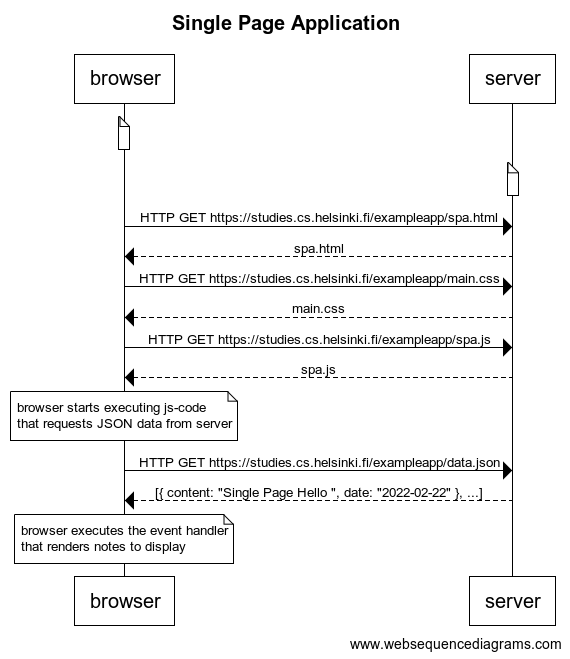 Single Page Application
browser
server
HTTP GET https://studies.cs.helsinki.fi/exampleapp/spa.html
spa.html
HTTP GET https://studies.cs.helsinki.fi/exampleapp/main.css
main.css
HTTP GET https://studies.cs.helsinki.fi/exampleapp/spa.js
spa.js
browser starts executing js-code
that requests JSON data from server
HTTP GET https://studies.cs.helsinki.fi/exampleapp/data.json
[{ content: "Single Page Hello ", date: "2022-02-22" }, ...]
browser executes the event handler
that renders notes to display
browser
server
www.websequencediagrams.com